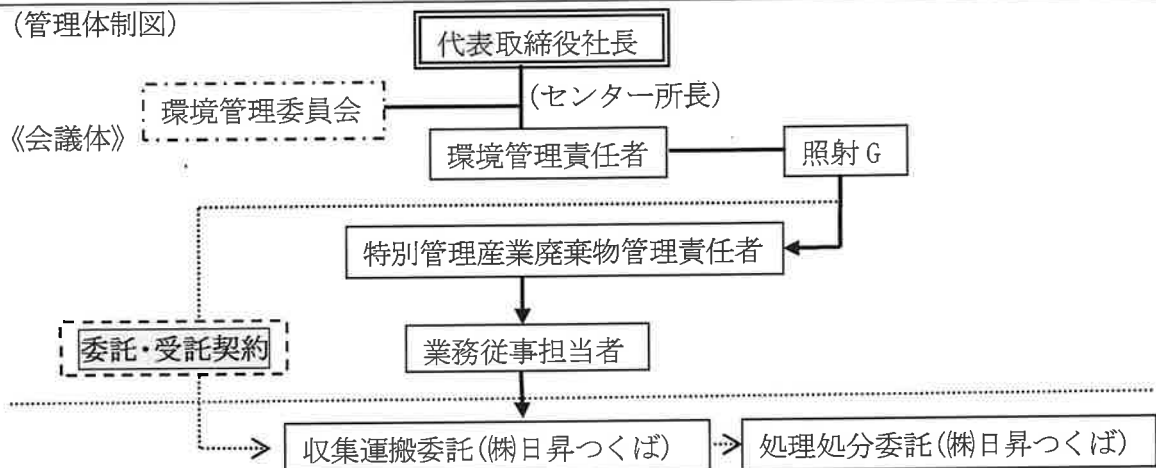 (管理体制図)
代表取締役社長
環境管理委員会
(センター所長)
《会議体》
環境管理責任者
照射G
特別管理産業廃棄物管理責任者
委託・受託契約
業務従事担当者
収集運搬委託(㈱日昇つくば)
処理処分委託(㈱日昇つくば)